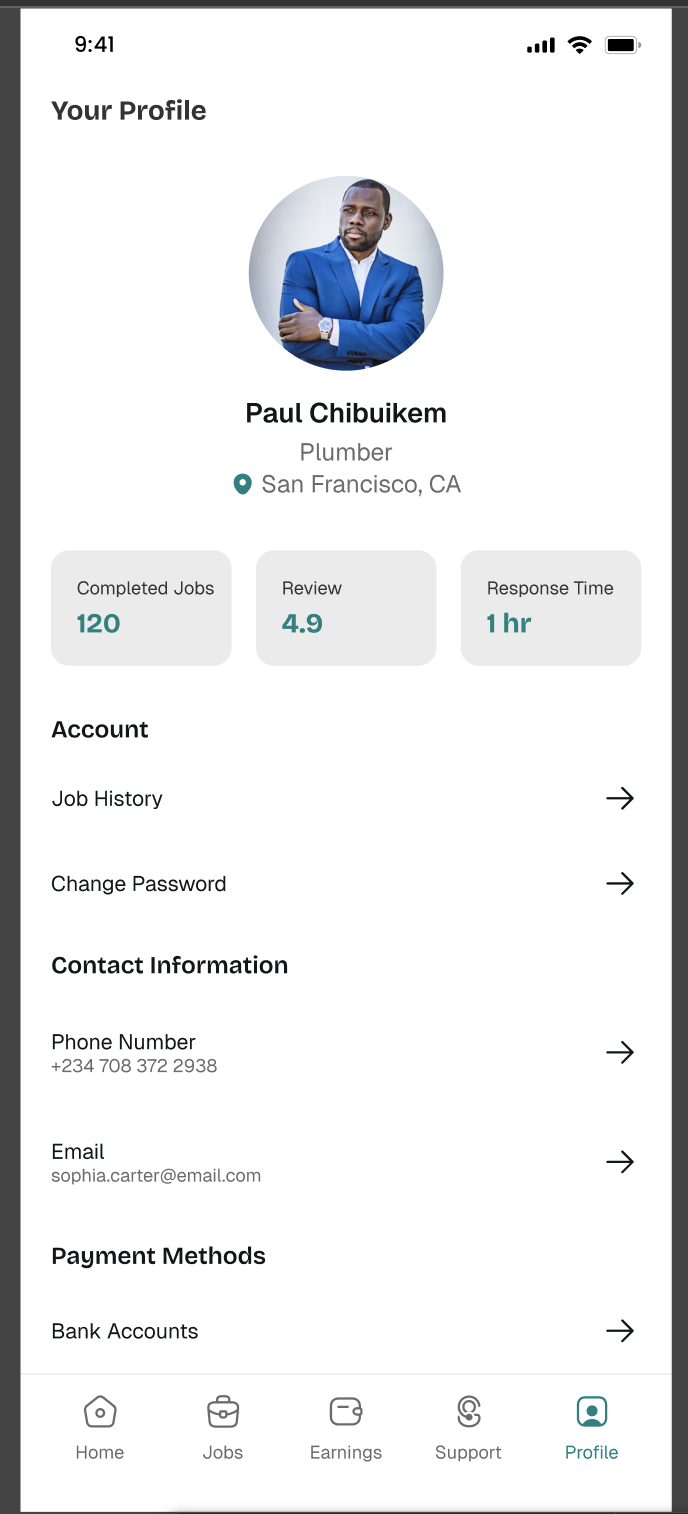 9:41
Your Profile
Paul Chibuikem
Plumber
San Francisco, CA
Completed Jobs
120
Review
4.9
Response Time
1 hr
Account
Job History
Change Password
Contact Information
Phone Number
+234 708 372 2938
Email
sophia.carter@email.com
Payment Methods
Bank Accounts
Home
Jobs
Earnings
Support
Profile